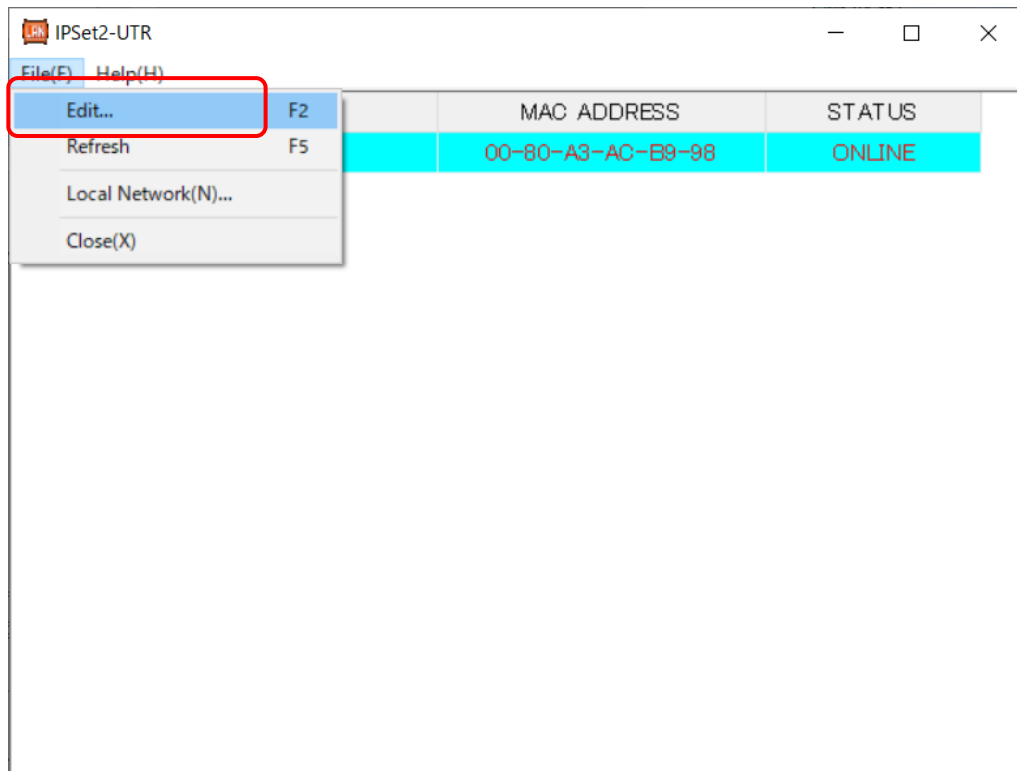 LAN IPSet2-UTR
File(F) Help(H)
Edit... F2 MAC ADDRESS STATUS
Refresh F5 00-80-A3-AC-B9-98 ONLINE
Local Network(N)...
Close(X)